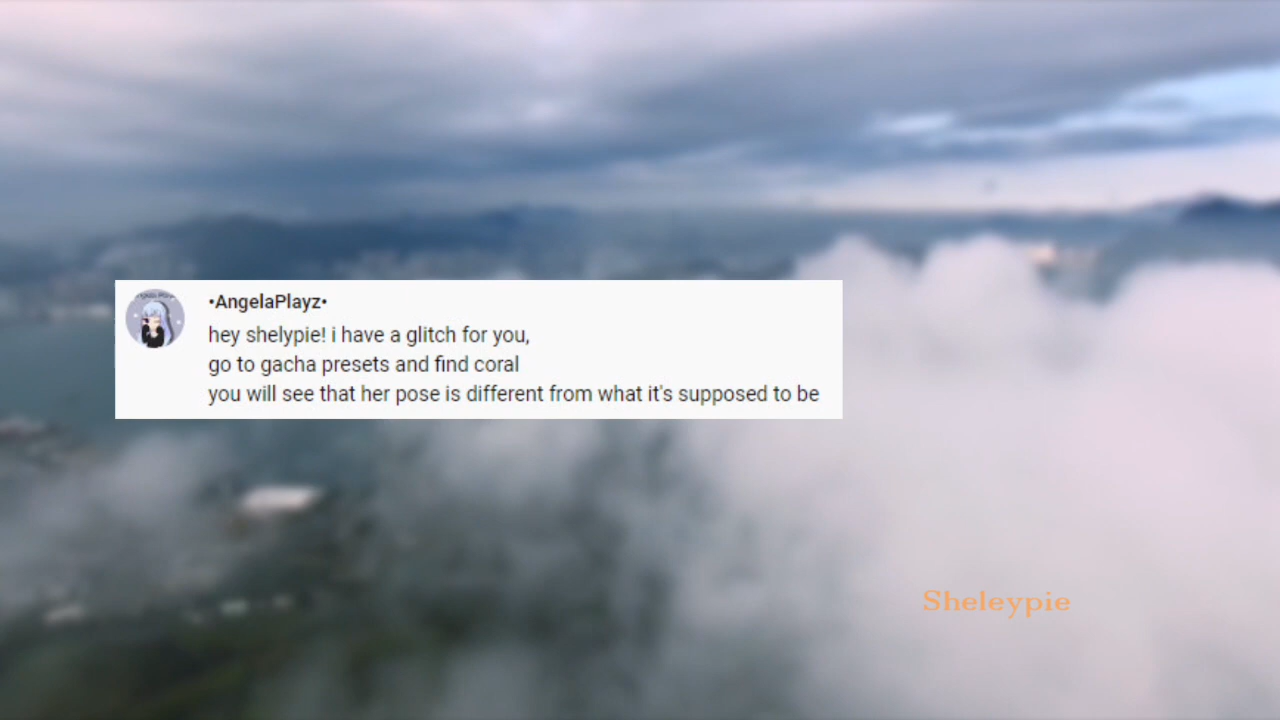 •AngelaPlayz•
hey shelypie! i have a glitch for you,
go to gacha presets and find coral
you will see that her pose is different from what it's supposed to be
Sheleypie